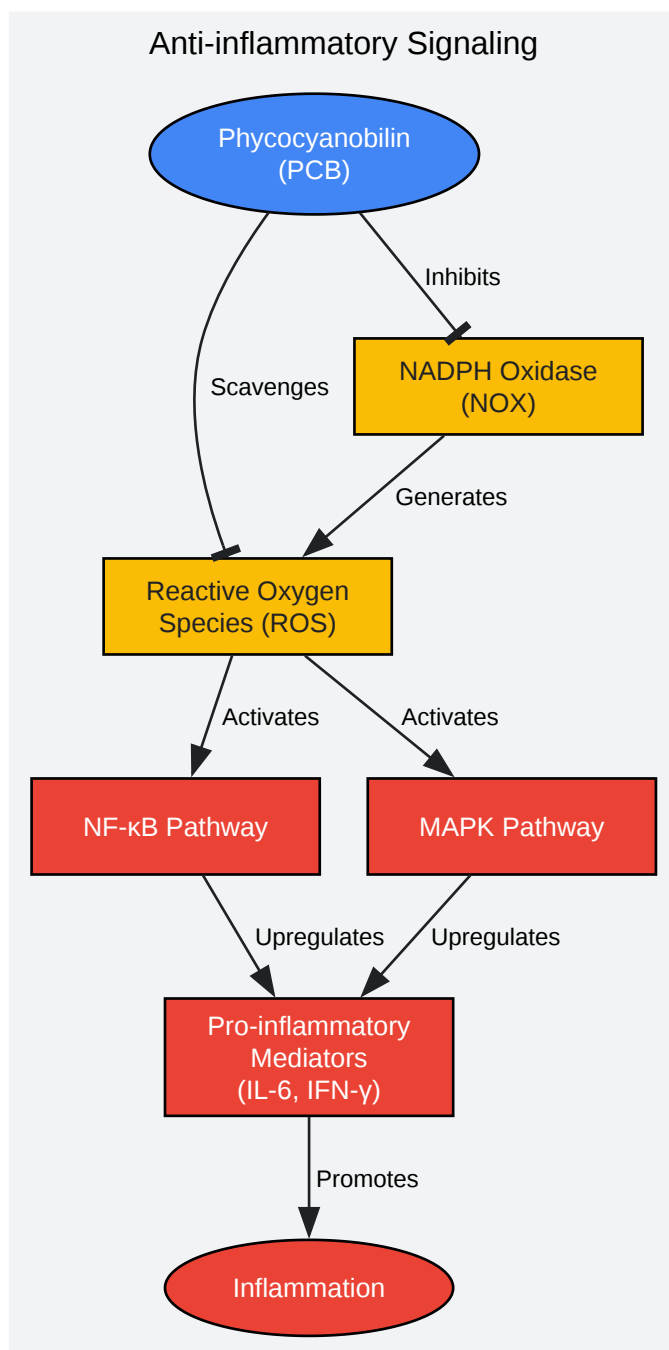 Anti-inflammatory Signaling
Phycocyanobilin
(PCB)
Inhibits
NADPH Oxidase
(NOX)
Scavenges
Generates
Reactive Oxygen
Species (ROS)
Activates
Activates
NF-κB Pathway
MAPK Pathway
Upregulates
Upregulates
Pro-inflammatory
Mediators
(IL-6, IFN-γ)
Promotes
Inflammation